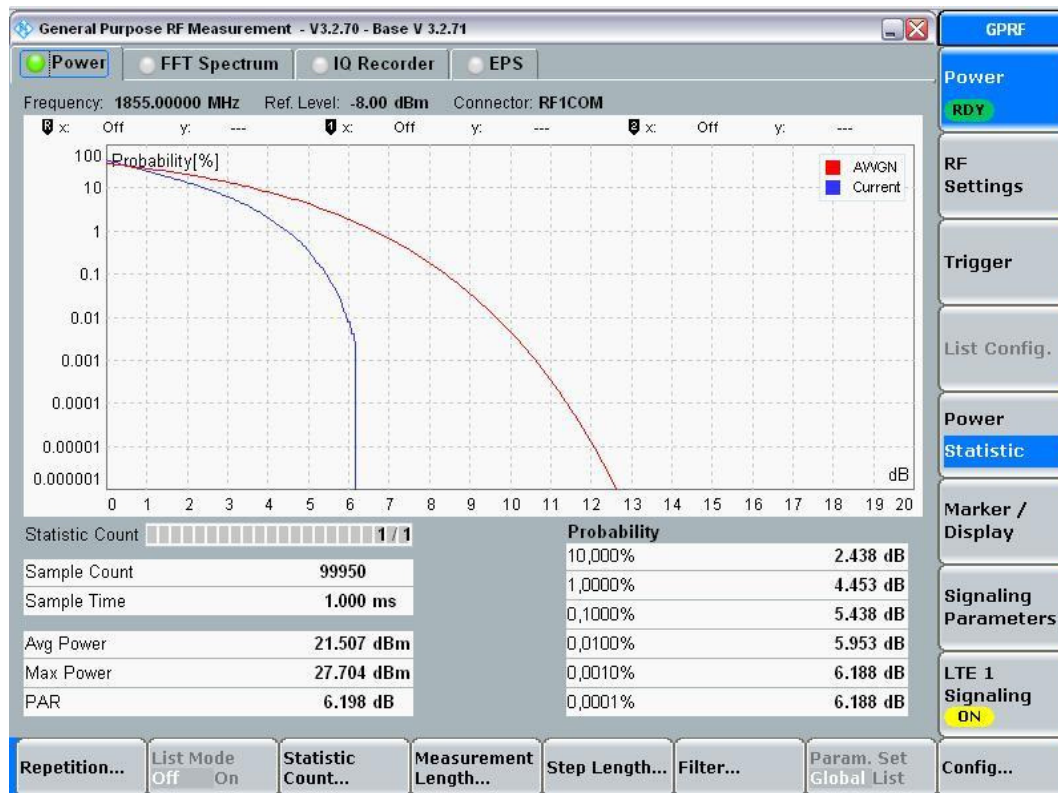 General Purpose RF Measurement - V3.2.70 - Base V 3.2.71
GPRF
Power FFT Spectrum IQ Recorder EPS
Frequency: 1855.00000 MHz Ref. Level: -8.00 dBm Connector: RF1COM
R x: Off y: --- 1 x: Off y: --- 2 x: Off y: ---
Probability[%]
AWGN
Current
100
10
1
0.1
0.01
0.001
0.0001
0.00001
0.000001
dB
0 1 2 3 4 5 6 7 8 9 10 11 12 13 14 15 16 17 18 19 20
Statistic Count 1 / 1
Sample Count 99950
Sample Time 1.000 ms
Avg Power 21.507 dBm
Max Power 27.704 dBm
PAR 6.198 dB
Probability
10,000% 2.438 dB
1,0000% 4.453 dB
0,1000% 5.438 dB
0,0100% 5.953 dB
0,0010% 6.188 dB
0,0001% 6.188 dB
Power
RDY
RF
Settings
Trigger
List Config.
Power
Statistic
Marker /
Display
Signaling
Parameters
LTE 1
Signaling
ON
Repetition...
List Mode
Off On
Statistic
Count...
Measurement
Length...
Step Length...
Filter...
Param. Set
Global List
Config...